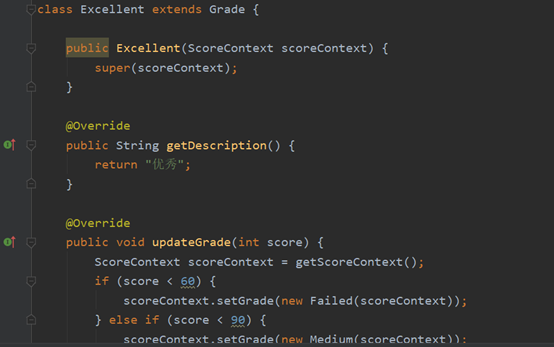 class Excellent extends Grade {
public Excellent(ScoreContext scoreContext) {
super(scoreContext);
}
@Override
public String getDescription() {
return "优秀";
}
@Override
public void updateGrade(int score) {
ScoreContext scoreContext = getScoreContext();
if (score < 60) {
scoreContext.setGrade(new Failed(scoreContext));
} else if (score < 90) {
scoreContext.setGrade(new Medium(scoreContext));